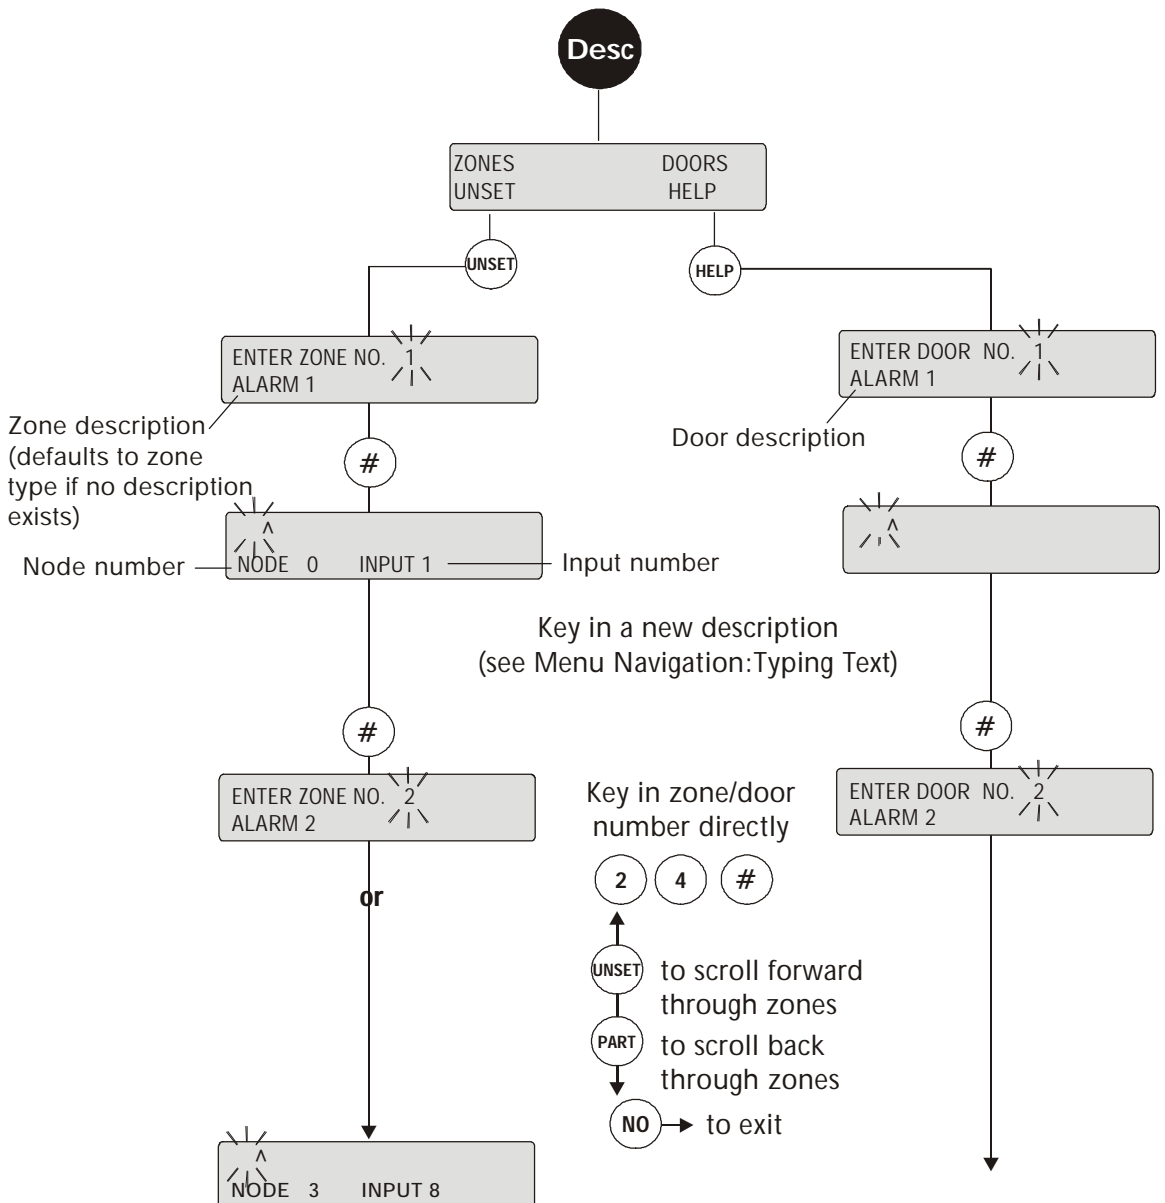 Desc
ZONES DOORS
UNSET HELP
UNSET
HELP
ENTER ZONE NO. 1
ALARM 1
ENTER DOOR NO. 1
ALARM 1
Zone description
(defaults to zone
type if no description
exists)
Door description
#
#
^
NODE 0 INPUT 1
^
Node number
Input number
Key in a new description
(see Menu Navigation:Typing Text)
#
#
ENTER ZONE NO. 2
ALARM 2
Key in zone/door
number directly
ENTER DOOR NO. 2
ALARM 2
or
2 4 #
UNSET to scroll forward
through zones
PART to scroll back
through zones
NO to exit
^
NODE 3 INPUT 8